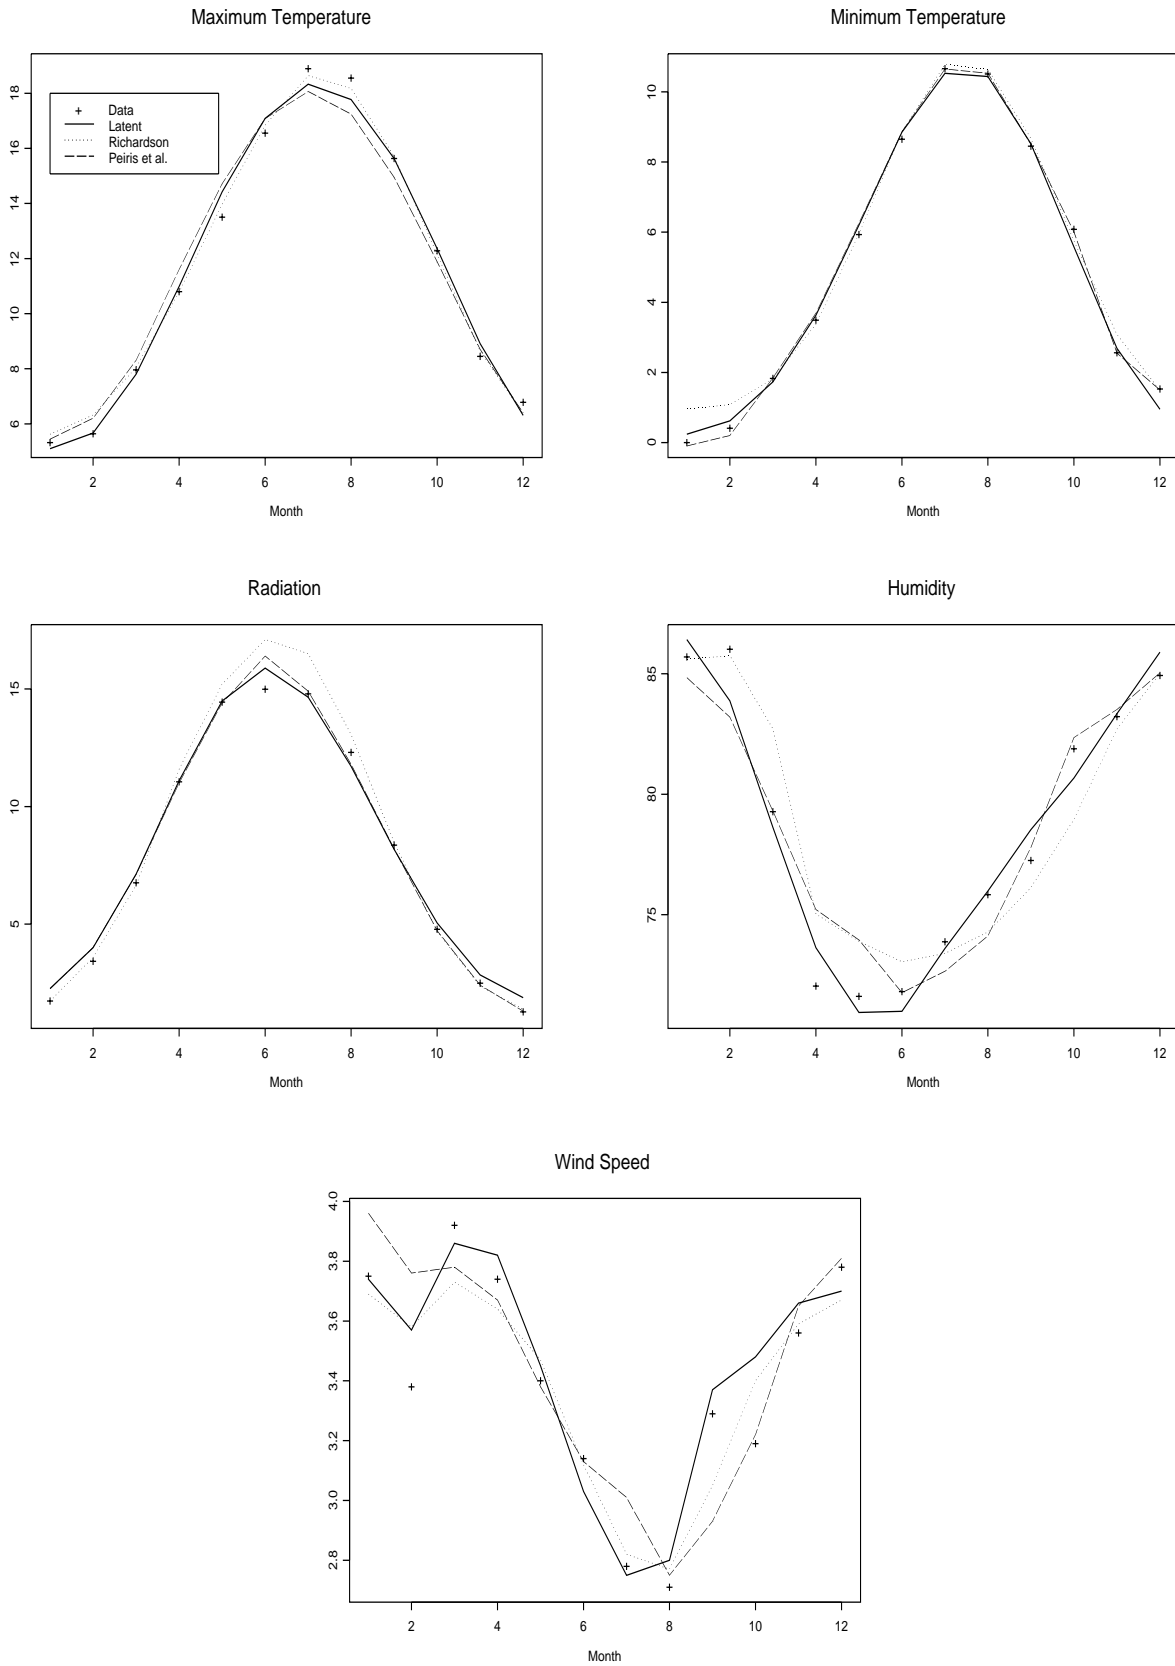 Maximum Temperature
18
16
14
12
10
8
6
+ Data
Latent
Richardson
Peiris et al.
2 4 6 8 10 12
Month
Minimum Temperature
10
8
6
4
2
0
2 4 6 8 10 12
Month
Radiation
15
10
5
2 4 6 8 10 12
Month
Humidity
85
80
75
2 4 6 8 10 12
Month
Wind Speed
4.0
3.8
3.6
3.4
3.2
3.0
2.8
2 4 6 8 10 12
Month